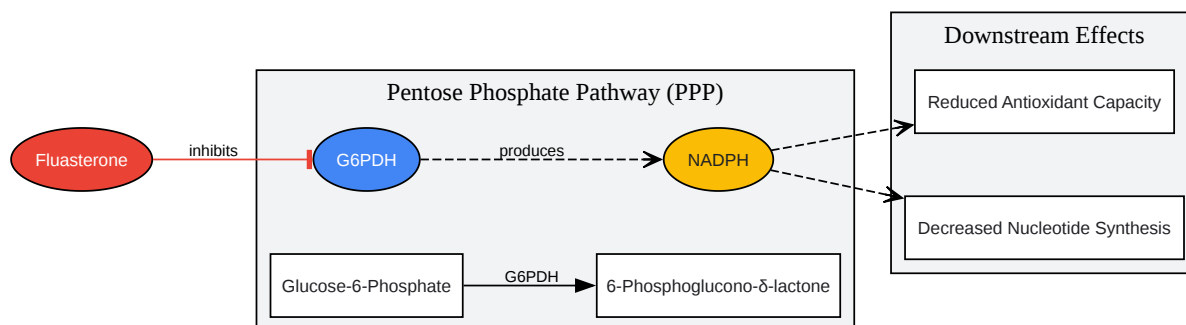 Downstream Effects
Pentose Phosphate Pathway (PPP)
Reduced Antioxidant Capacity
Fluasterone
inhibits
G6PDH
produces
NADPH
Decreased Nucleotide Synthesis
Glucose-6-Phosphate
G6PDH
6-Phosphoglucono-δ-lactone